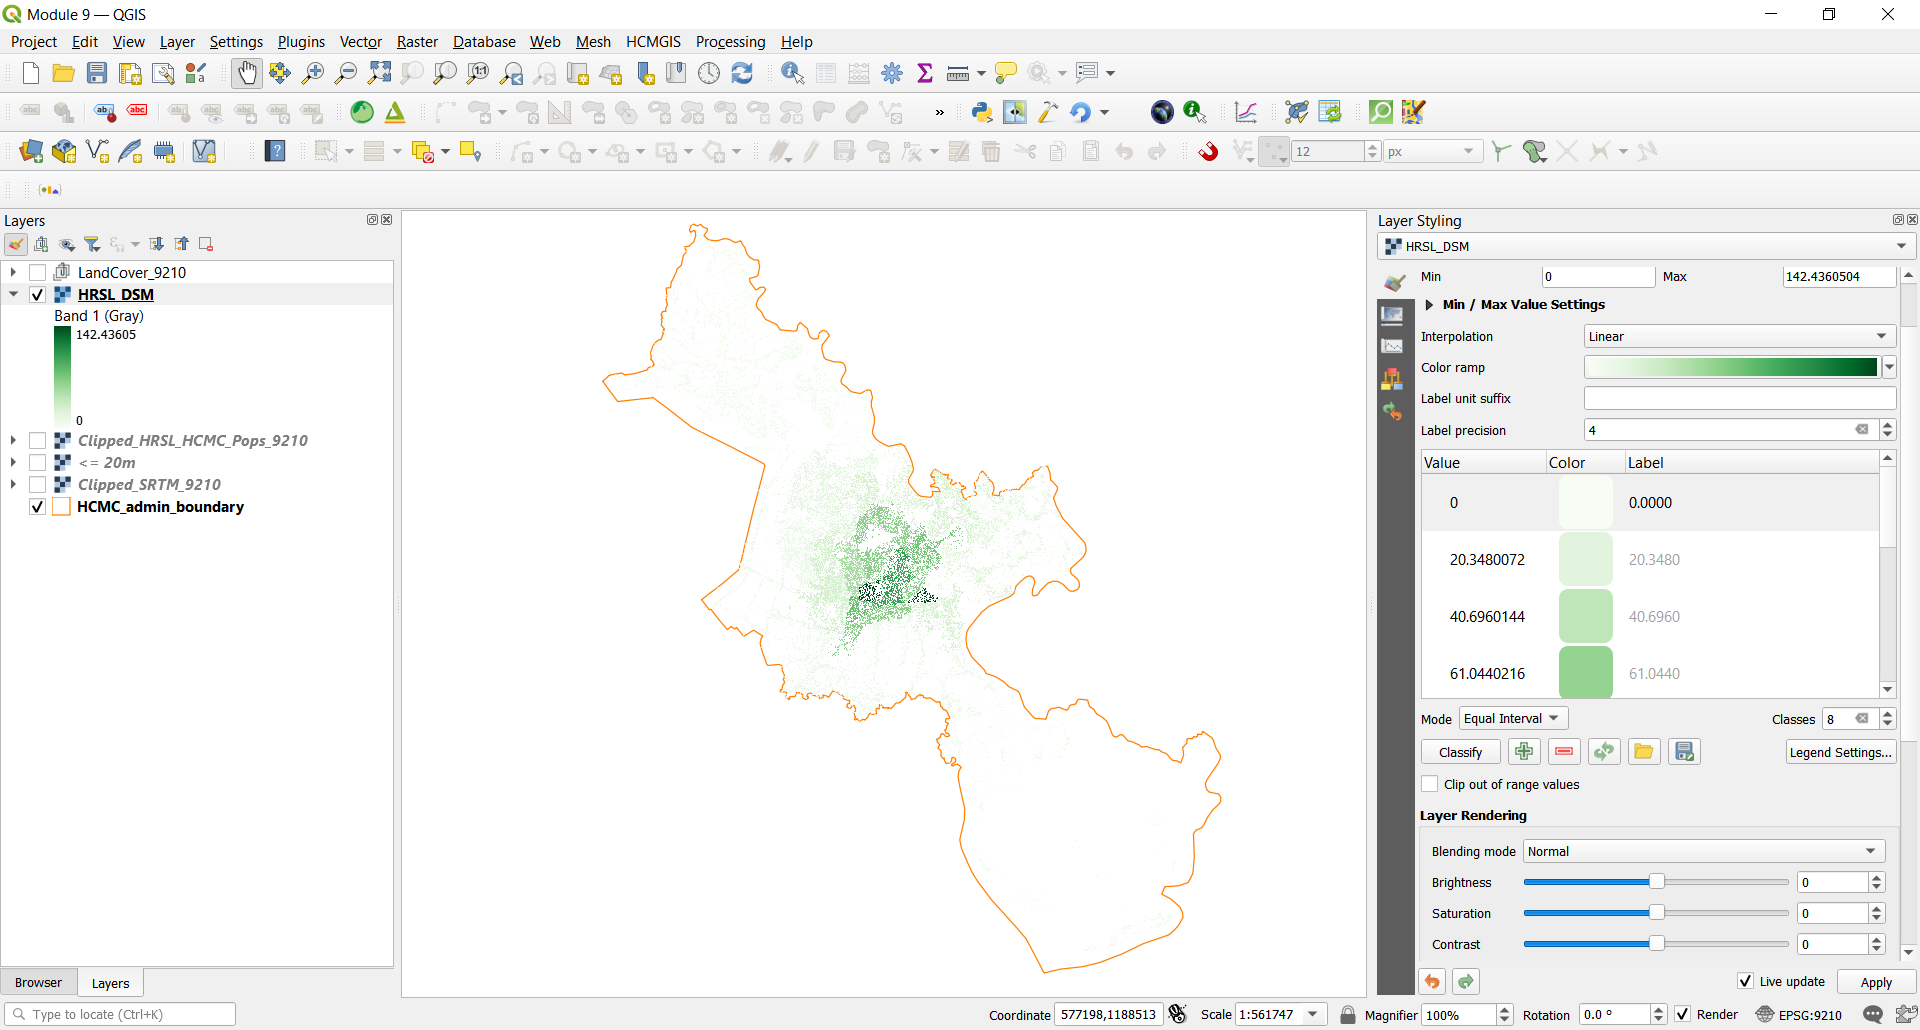 Module 9 — QGIS
Project Edit View Layer Settings Plugins Vector Raster Database Web Mesh HCMGIS Processing Help
abc
12 px
Layers
LandCover_9210
HRSL_DSM
Band 1 (Gray)
142.43605
0
Clipped_HRSL_HCMC_Pops_9210
<= 20m
Clipped_SRTM_9210
HCMC_admin_boundary
Browser Layers
Type to locate (Ctrl+K)
Layer Styling
HRSL_DSM
Min 0 Max 142.4360504
Min / Max Value Settings
Interpolation Linear
Color ramp
Label unit suffix
Label precision 4
Value Color Label
0 0.0000
20.3480072 20.3480
40.6960144 40.6960
61.0440216 61.0440
Mode Equal Interval Classes 8
Classify Legend Settings...
Clip out of range values
Layer Rendering
Blending mode Normal
Brightness 0
Saturation 0
Contrast 0
Live update Apply
Coordinate 577198,1188513 Scale 1:561747 Magnifier 100% Rotation 0.0 ° Render EPSG:9210